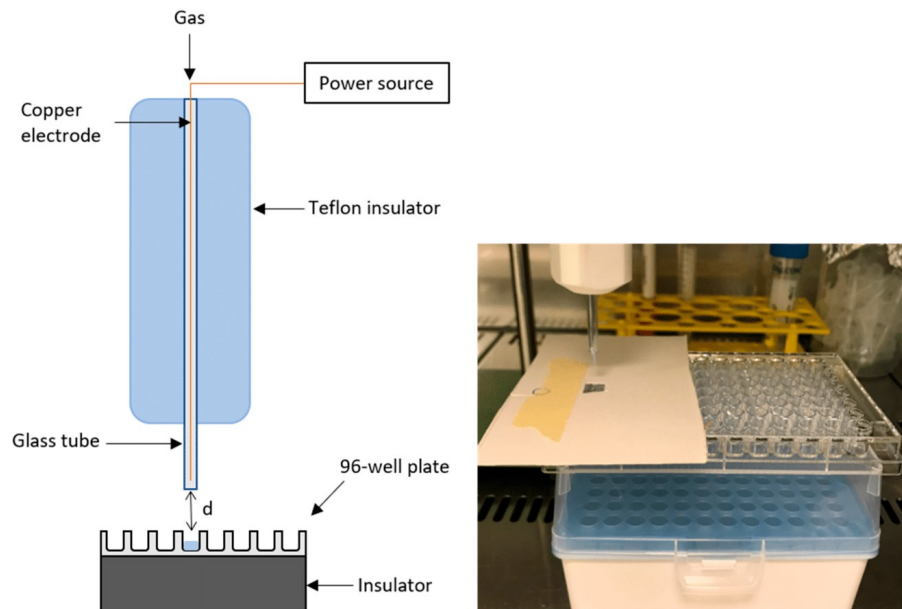 Gas
Power source
Copper
electrode
Teflon insulator
Glass tube
96-well plate
d
Insulator